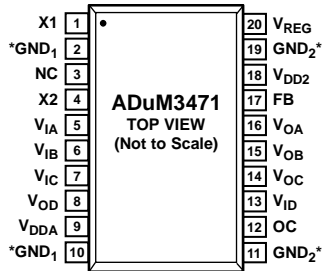 X1 1
*GND1 2
NC 3
X2 4
VIA 5
VIB 6
VIC 7
VOD 8
VDDA 9
*GND1 10
ADuM3471
TOP VIEW
(Not to Scale)
20 VREG
19 GND2*
18 VDD2
17 FB
16 VOA
15 VOB
14 VOC
13 VID
12 OC
11 GND2*